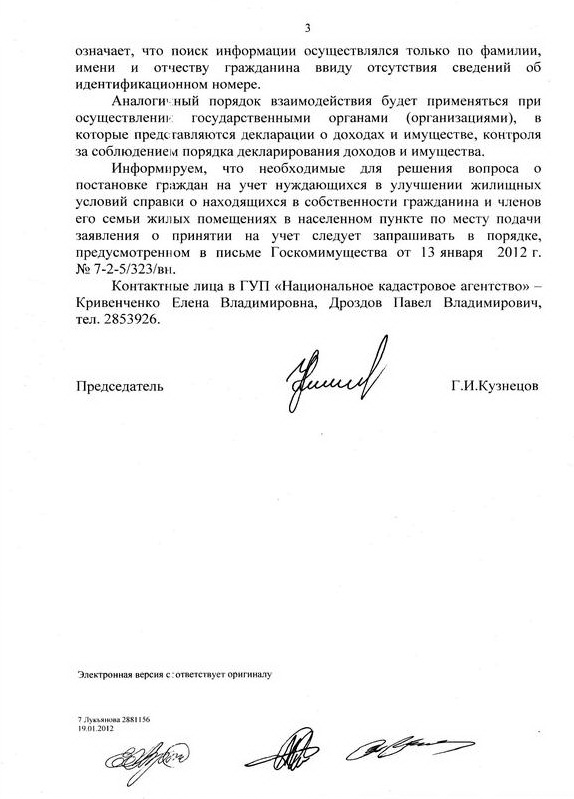 3
означает, что поиск информации осуществлялся только по фамилии,
имени и отчеству гражданина ввиду отсутствия сведений об
идентификационном номере.
Аналогичный порядок взаимодействия будет применяться при
осуществлении государственными органами (организациями), в
которые представляются декларации о доходах и имуществе, контроля
за соблюдением порядка декларирования доходов и имущества.
Информируем, что необходимые для решения вопроса о
постановке граждан на учет нуждающихся в улучшении жилищных
условий справки о находящихся в собственности гражданина и членов
его семьи жилых помещениях в населенном пункте по месту подачи
заявления о принятии на учет следует запрашивать в порядке,
предусмотренном в письме Госкомимущества от 13 января 2012 г.
№ 7-2-5/323/вн.
Контактные лица в ГУП «Национальное кадастровое агентство» –
Кривенченко Елена Владимировна, Дроздов Павел Владимирович,
тел. 2853926.
Председатель Г.И.Кузнецов
Электронная версия соответствует оригиналу
7 Лукьянова 2881156
19.01.2012